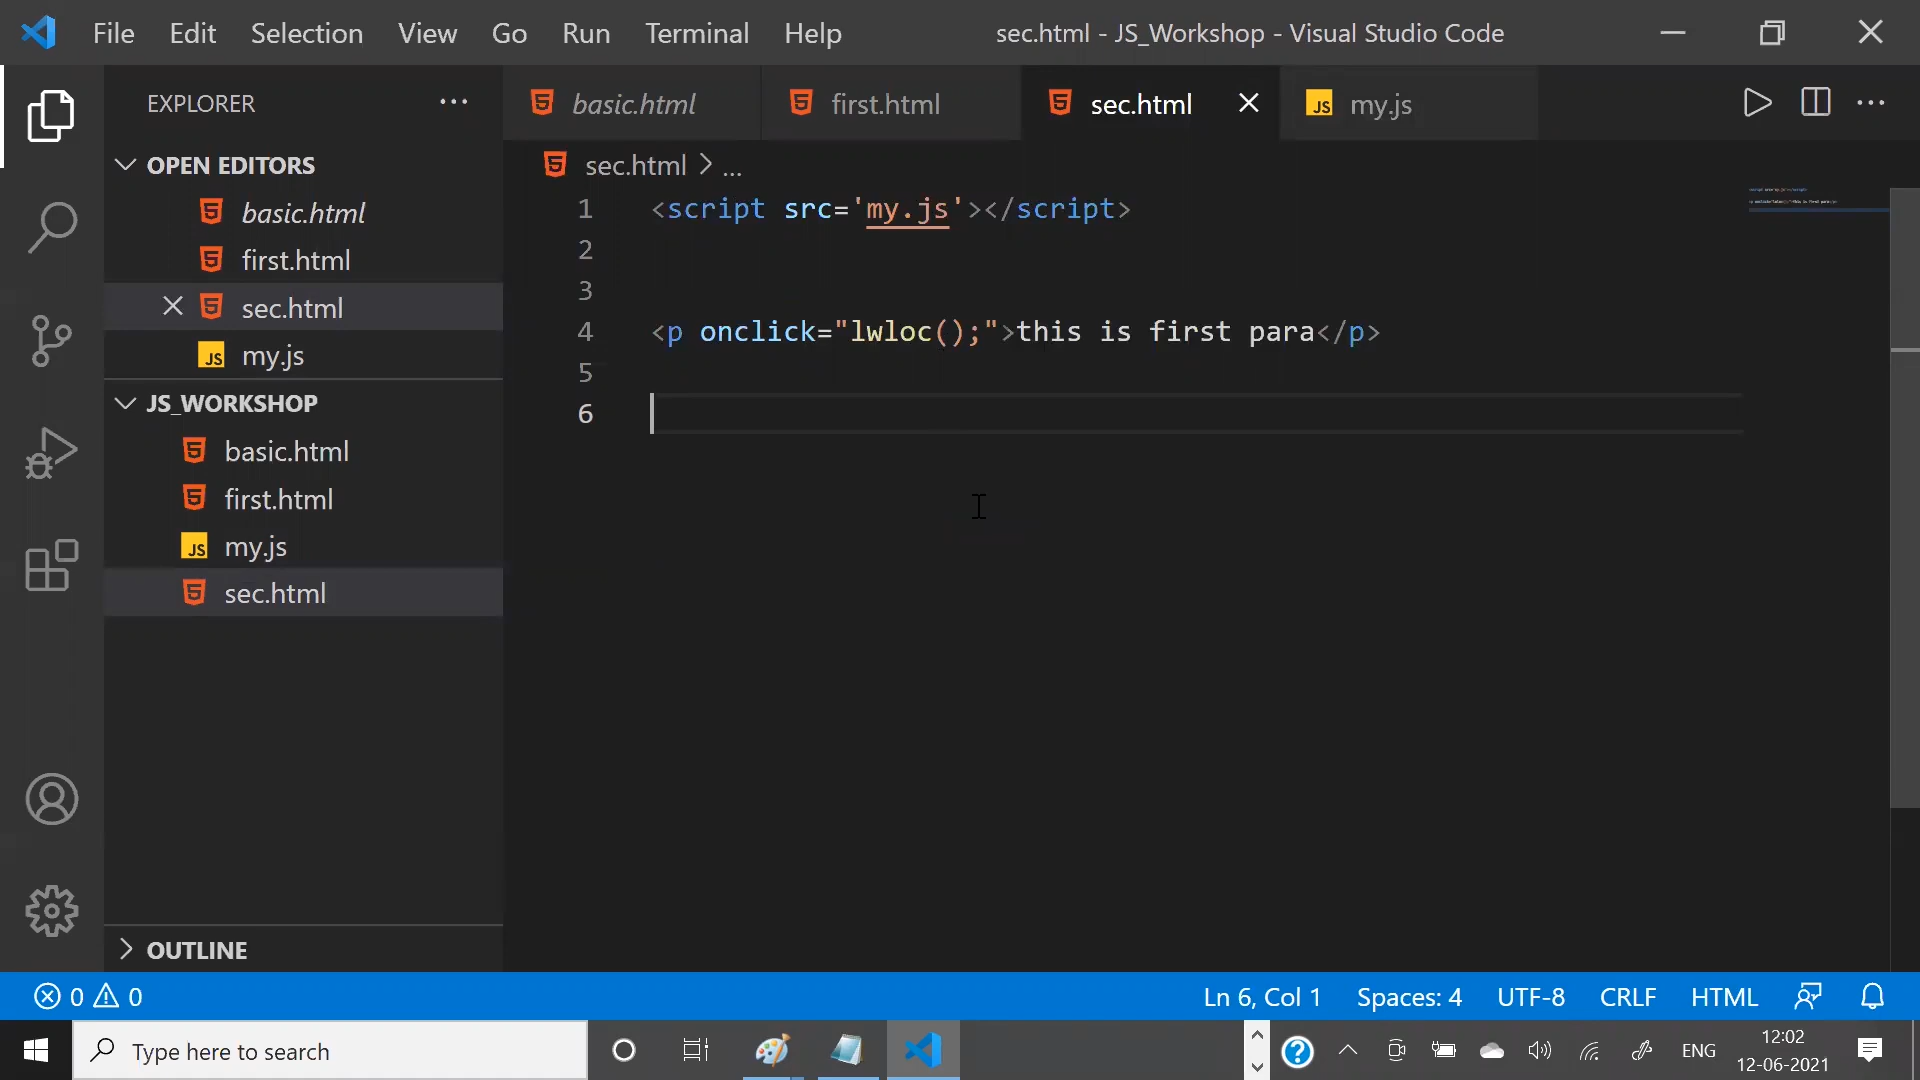 File Edit Selection View Go Run Terminal Help sec.html - JS_Workshop - Visual Studio Code
EXPLORER
basic.html first.html sec.html JS my.js
OPEN EDITORS
basic.html
first.html
sec.html
JS my.js
JS_WORKSHOP
basic.html
first.html
JS my.js
sec.html
OUTLINE
sec.html > ...
1 <script src='my.js'></script>
2
3
4 <p onclick="lwloc();">this is first para</p>
5
6
0 0 Ln 6, Col 1 Spaces: 4 UTF-8 CRLF HTML
Type here to search
ENG
12:02
12-06-2021